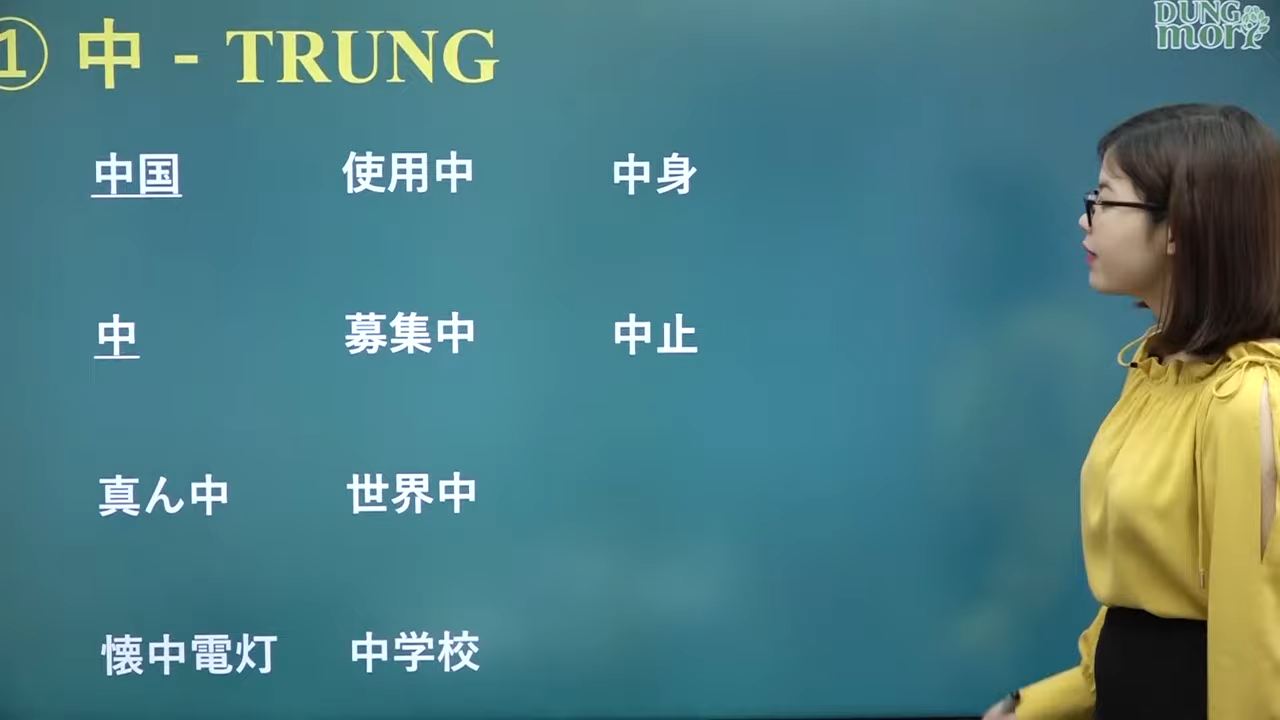 ① 中 - TRUNG
DUNG
mori
中国 使用中 中身
中 募集中 中止
真ん中 世界中
懐中電灯 中学校